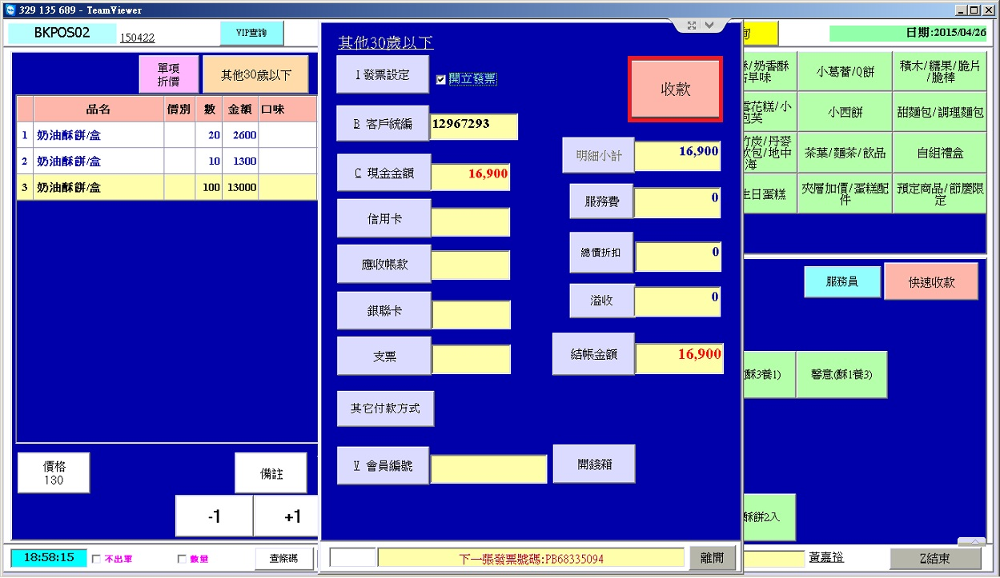 329 135 689 - TeamViewer
BKPOS02
150422
VIP查詢
日期:2015/04/26
單項
折價
其他30歲以下
品名 價別 數 金額 口味
1 奶油酥餅/盒 20 2600
2 奶油酥餅/盒 10 1300
3 奶油酥餅/盒 100 13000
價格
130
備註
-1
+1
18:58:15
不出單
數量
查條碼
其他30歲以下
I 發票設定
開立發票
收款
B 客戶統編
12967293
C 現金金額
16,900
信用卡
應收帳款
銀聯卡
支票
其它付款方式
V 會員編號
明細小計
16,900
服務費
0
總價折扣
0
溢收
0
結帳金額
16,900
開錢箱
下一張發票號碼:PB68335094
離開
/奶香酥
古早味
小葛蕾/Q餅
積木/糖果/脆片
/脆棒
雪花糕/小
泡芙
小西餅
甜麵包/調理麵包
竹炭/丹麥
軟包/地中
海
茶葉/麵茶/飲品
自組禮盒
生日蛋糕
夾層加價/蛋糕配
件
預定商品/節慶限
定
服務員
快速收款
(酥3養1)
馨意(酥1養3)
酥餅2入
黃嘉裕
Z結束